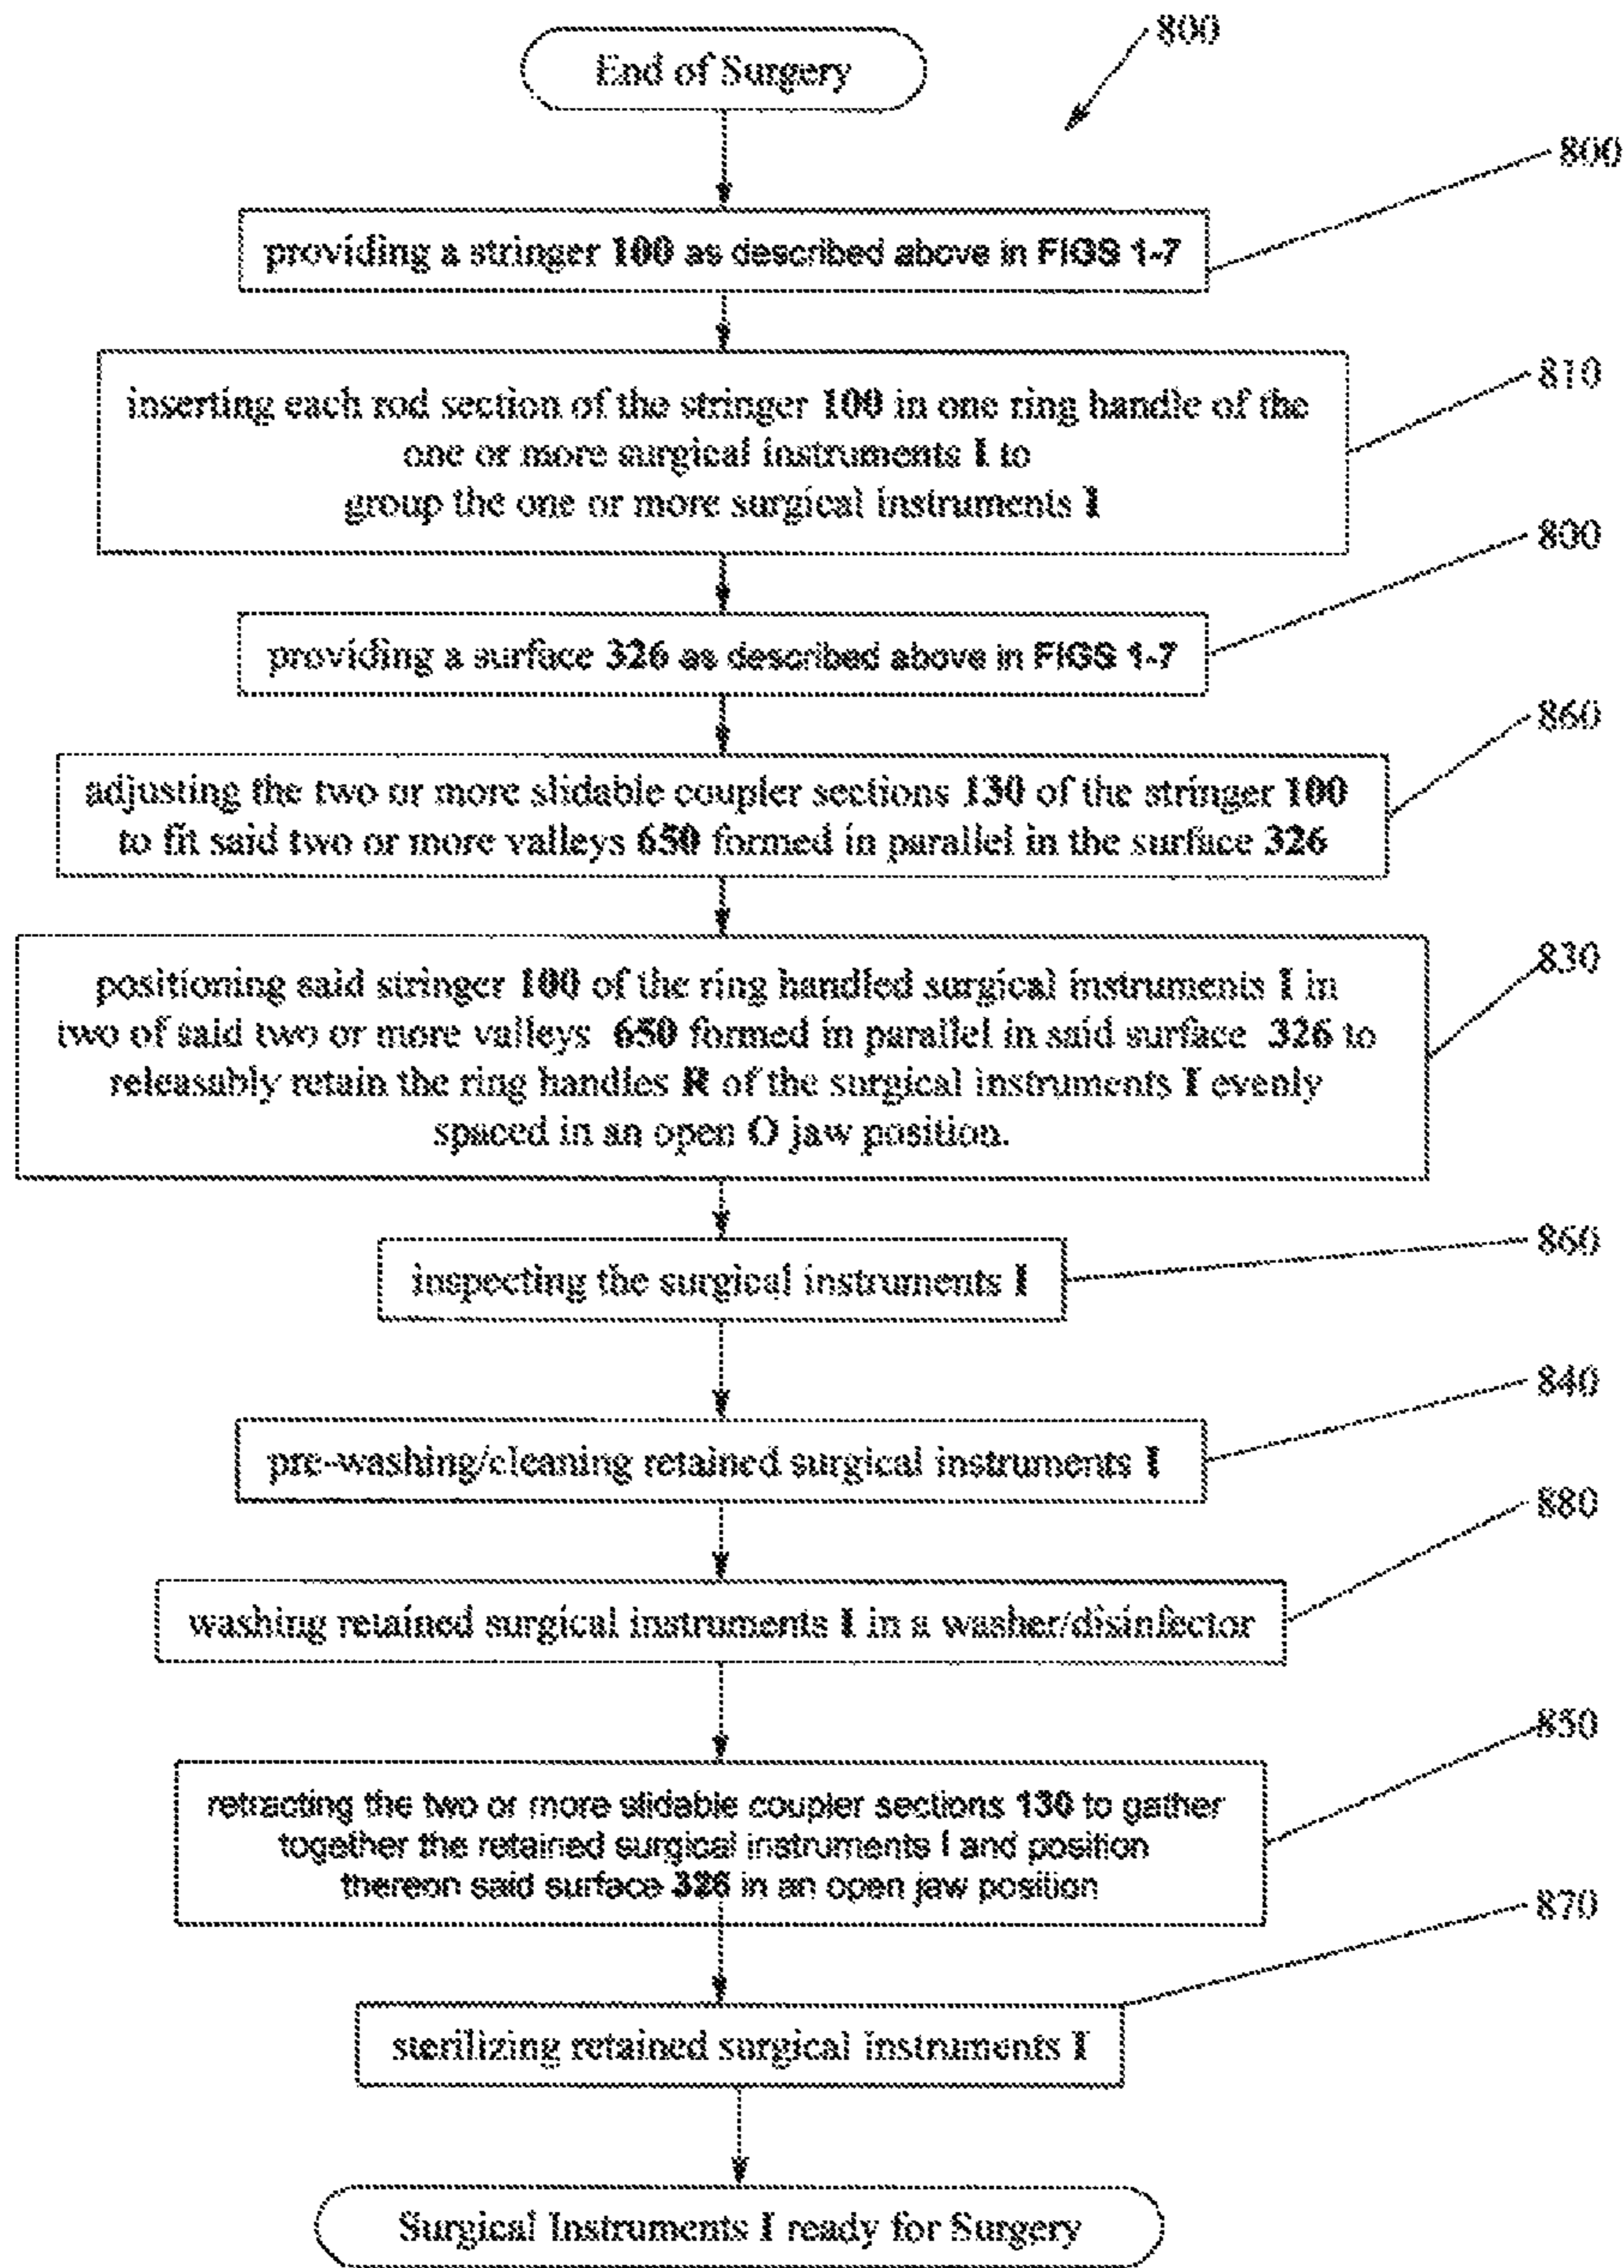 800
End of Surgery
800
providing a stringer 100 as described above in FIGS 1-7
810
inserting each rod section of the stringer 100 in one ring handle of the
one or more surgical instruments I to
group the one or more surgical instruments I
800
providing a surface 326 as described above in FIGS 1-7
860
adjusting the two or more slidable coupler sections 130 of the stringer 100
to fit said two or more valleys 650 formed in parallel in the surface 326
830
positioning said stringer 100 of the ring handled surgical instruments I in
two of said two or more valleys 650 formed in parallel in said surface 326 to
releasably retain the ring handles R of the surgical instruments I evenly
spaced in an open O jaw position.
860
inspecting the surgical instruments I
840
pre-washing/cleaning retained surgical instruments I
880
washing retained surgical instruments I in a washer/disinfector
850
retracting the two or more slidable coupler sections 130 to gather
together the retained surgical instruments I and position
thereon said surface 326 in an open jaw position
870
sterilizing retained surgical instruments I
Surgical Instruments I ready for Surgery